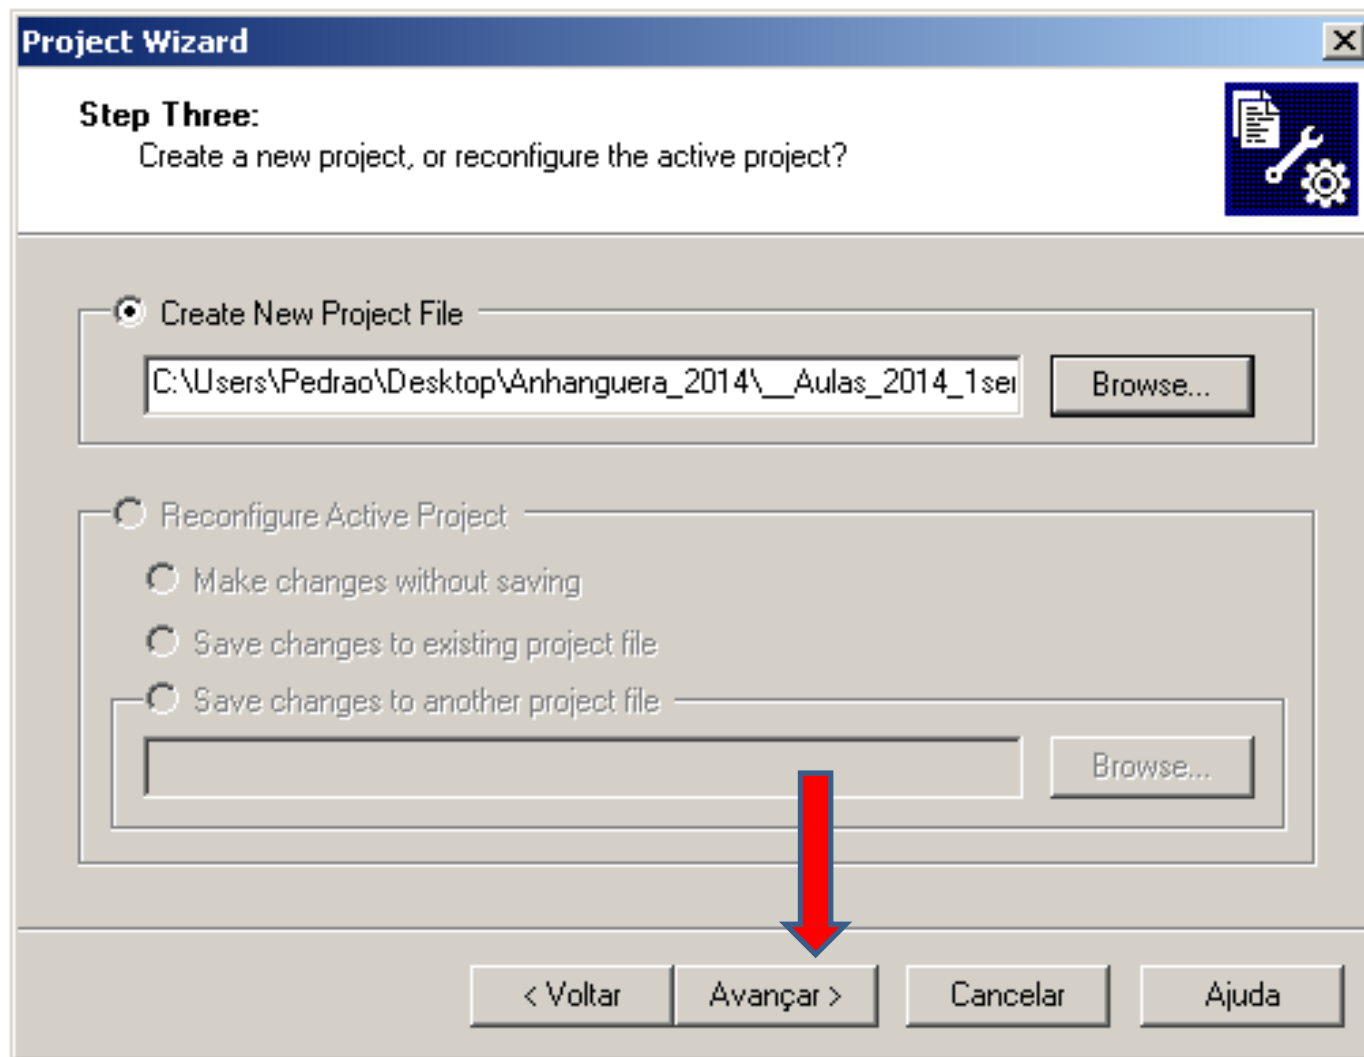 Project Wizard
Step Three:
Create a new project, or reconfigure the active project?
Create New Project File
C:\Users\Pedrao\Desktop\Anhanguera_2014\__Aulas_2014_1ser
Browse...
Reconfigure Active Project
Make changes without saving
Save changes to existing project file
Save changes to another project file
Browse...
< Voltar
Avançar >
Cancelar
Ajuda